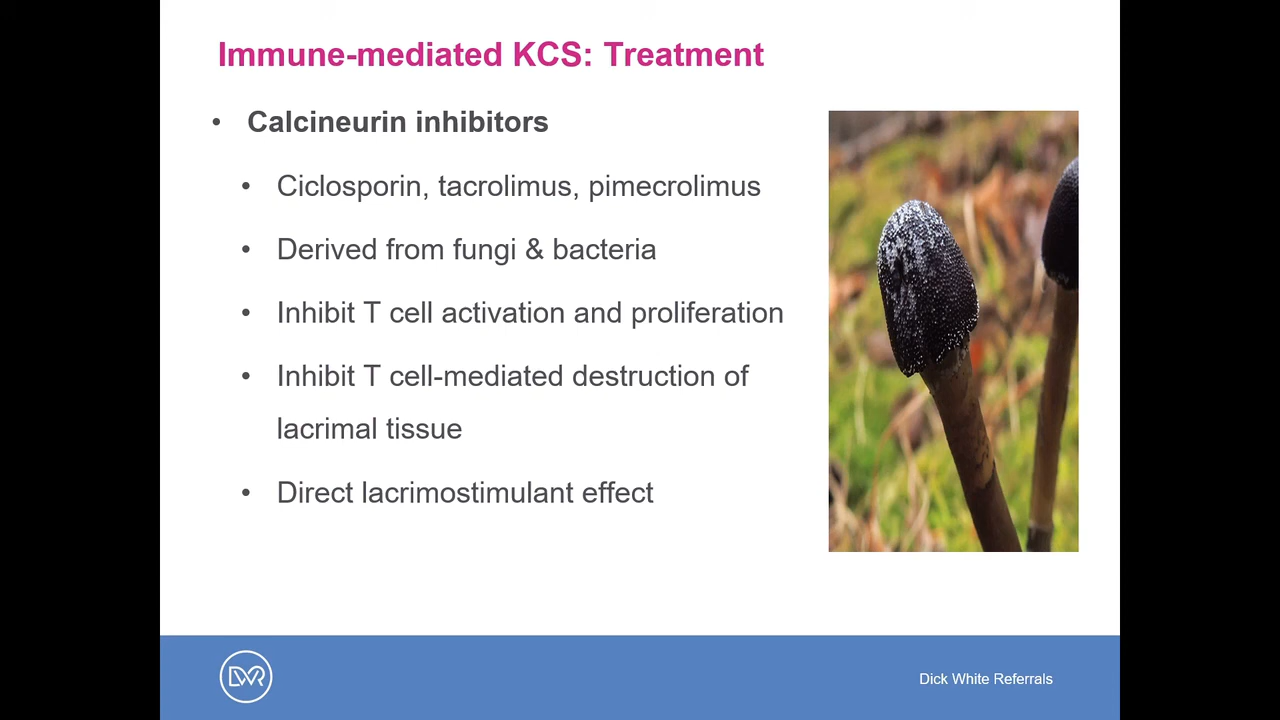 Immune-mediated KCS: Treatment
• Calcineurin inhibitors
• Ciclosporin, tacrolimus, pimecrolimus
• Derived from fungi & bacteria
• Inhibit T cell activation and proliferation
• Inhibit T cell-mediated destruction of
lacrimal tissue
• Direct lacrimostimulant effect
DWR
Dick White Referrals